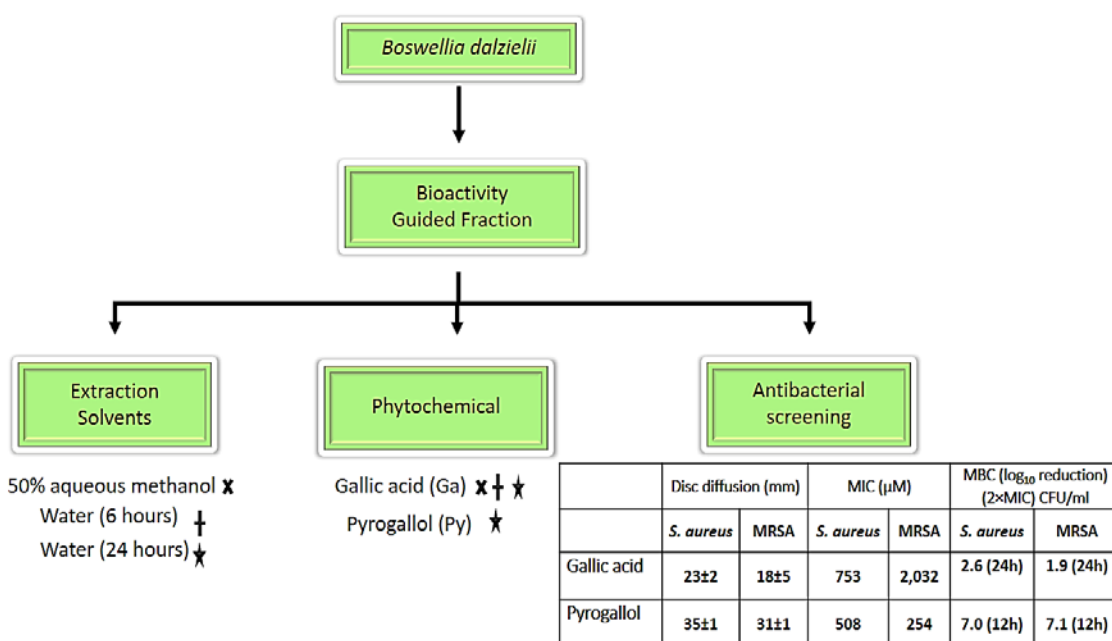 Boswellia dalzielii
Bioactivity
Guided Fraction
Extraction
Solvents
Phytochemical
Antibacterial
screening
50% aqueous methanol
Water (6 hours)
Water (24 hours)
Gallic acid (Ga)
Pyrogallol (Py)
Disc diffusion (mm) MIC (μM) MBC (log₁₀ reduction)
(2×MIC) CFU/ml
S. aureus MRSA S. aureus MRSA S. aureus MRSA
Gallic acid 23±2 18±5 753 2,032 2.6 (24h) 1.9 (24h)
Pyrogallol 35±1 31±1 508 254 7.0 (12h) 7.1 (12h)